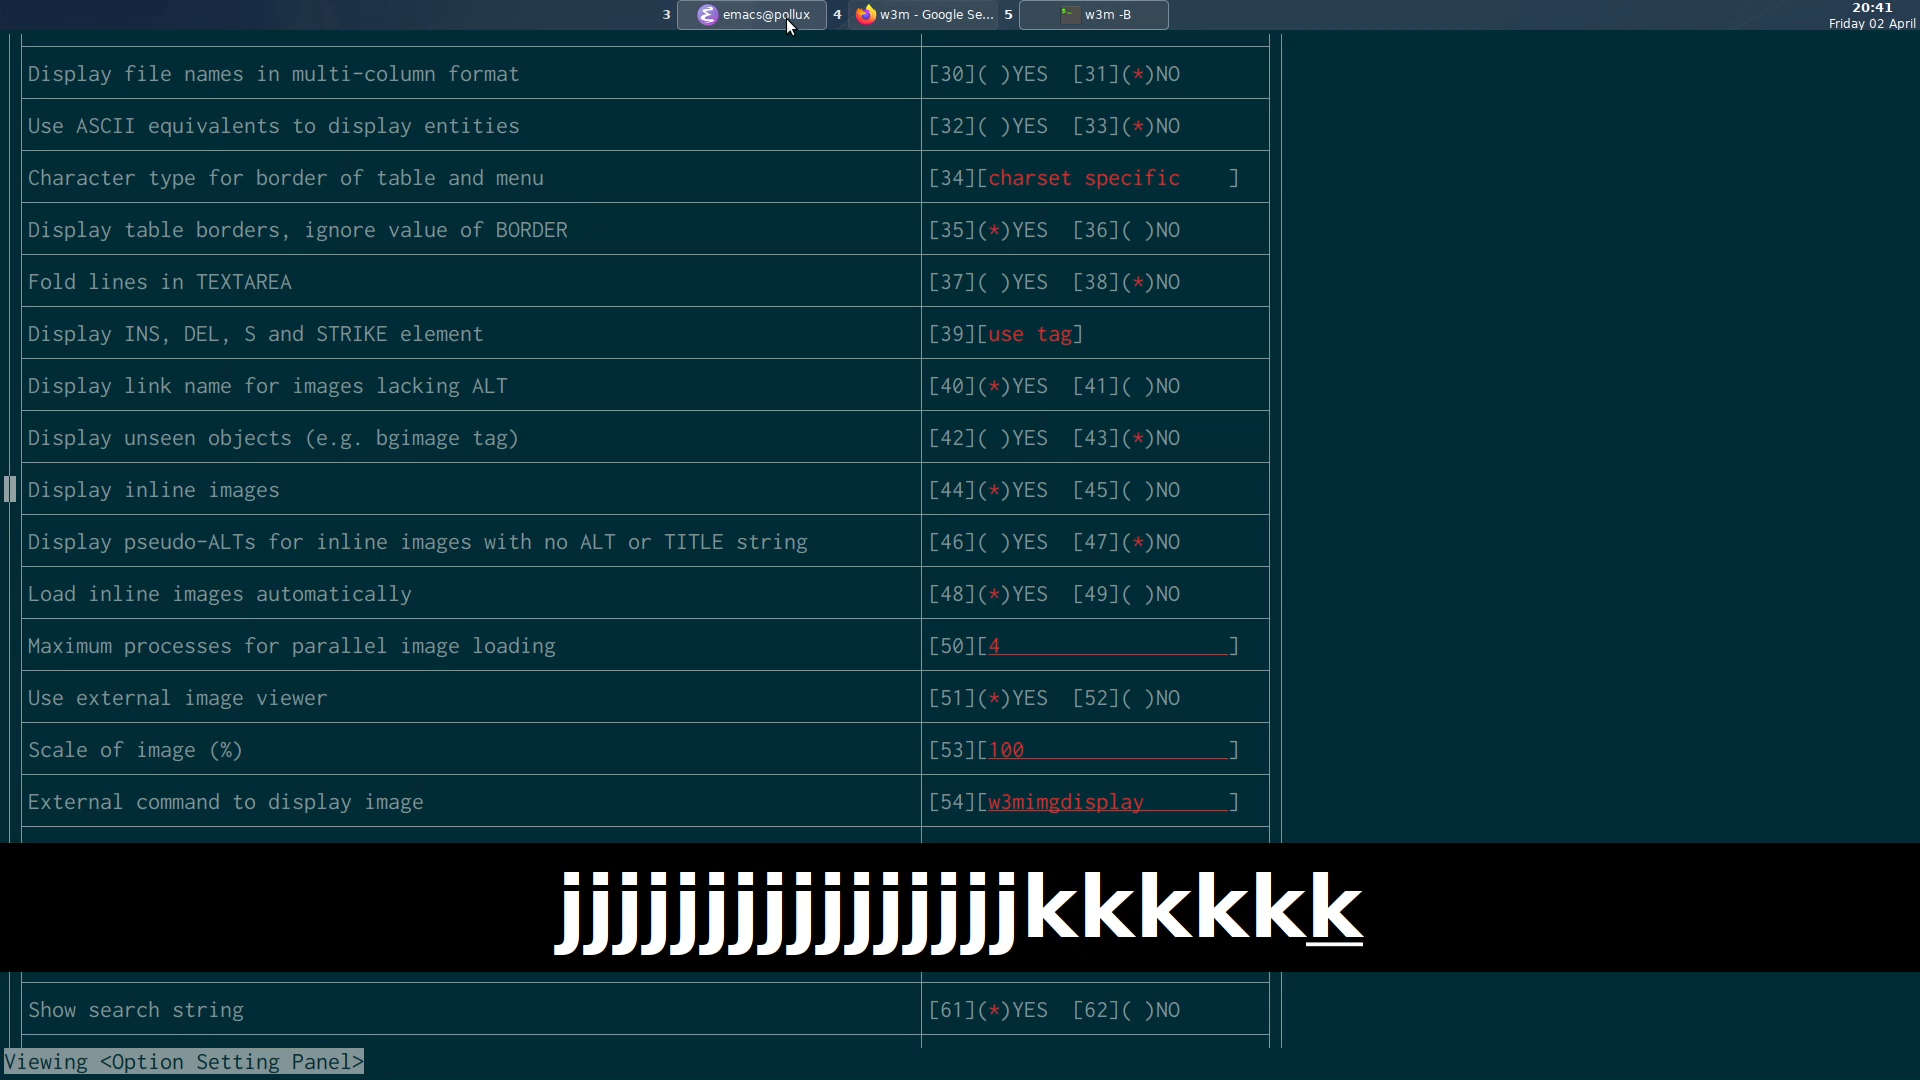 3 emacs@pollux 4 w3m - Google Se... 5 w3m -B 20:41
Friday 02 April
Display file names in multi-column format [30]( )YES [31](*)NO
Use ASCII equivalents to display entities [32]( )YES [33](*)NO
Character type for border of table and menu [34][charset specific ]
Display table borders, ignore value of BORDER [35](*)YES [36]( )NO
Fold lines in TEXTAREA [37]( )YES [38](*)NO
Display INS, DEL, S and STRIKE element [39][use tag]
Display link name for images lacking ALT [40](*)YES [41]( )NO
Display unseen objects (e.g. bgimage tag) [42]( )YES [43](*)NO
Display inline images [44](*)YES [45]( )NO
Display pseudo-ALTs for inline images with no ALT or TITLE string [46]( )YES [47](*)NO
Load inline images automatically [48](*)YES [49]( )NO
Maximum processes for parallel image loading [50][4 ]
Use external image viewer [51](*)YES [52]( )NO
Scale of image (%) [53][100 ]
External command to display image [54][w3mimgdisplay ]
jjjjjjjjjjjjjjjjkkkkkk
Show search string [61](*)YES [62]( )NO
Viewing <Option Setting Panel>